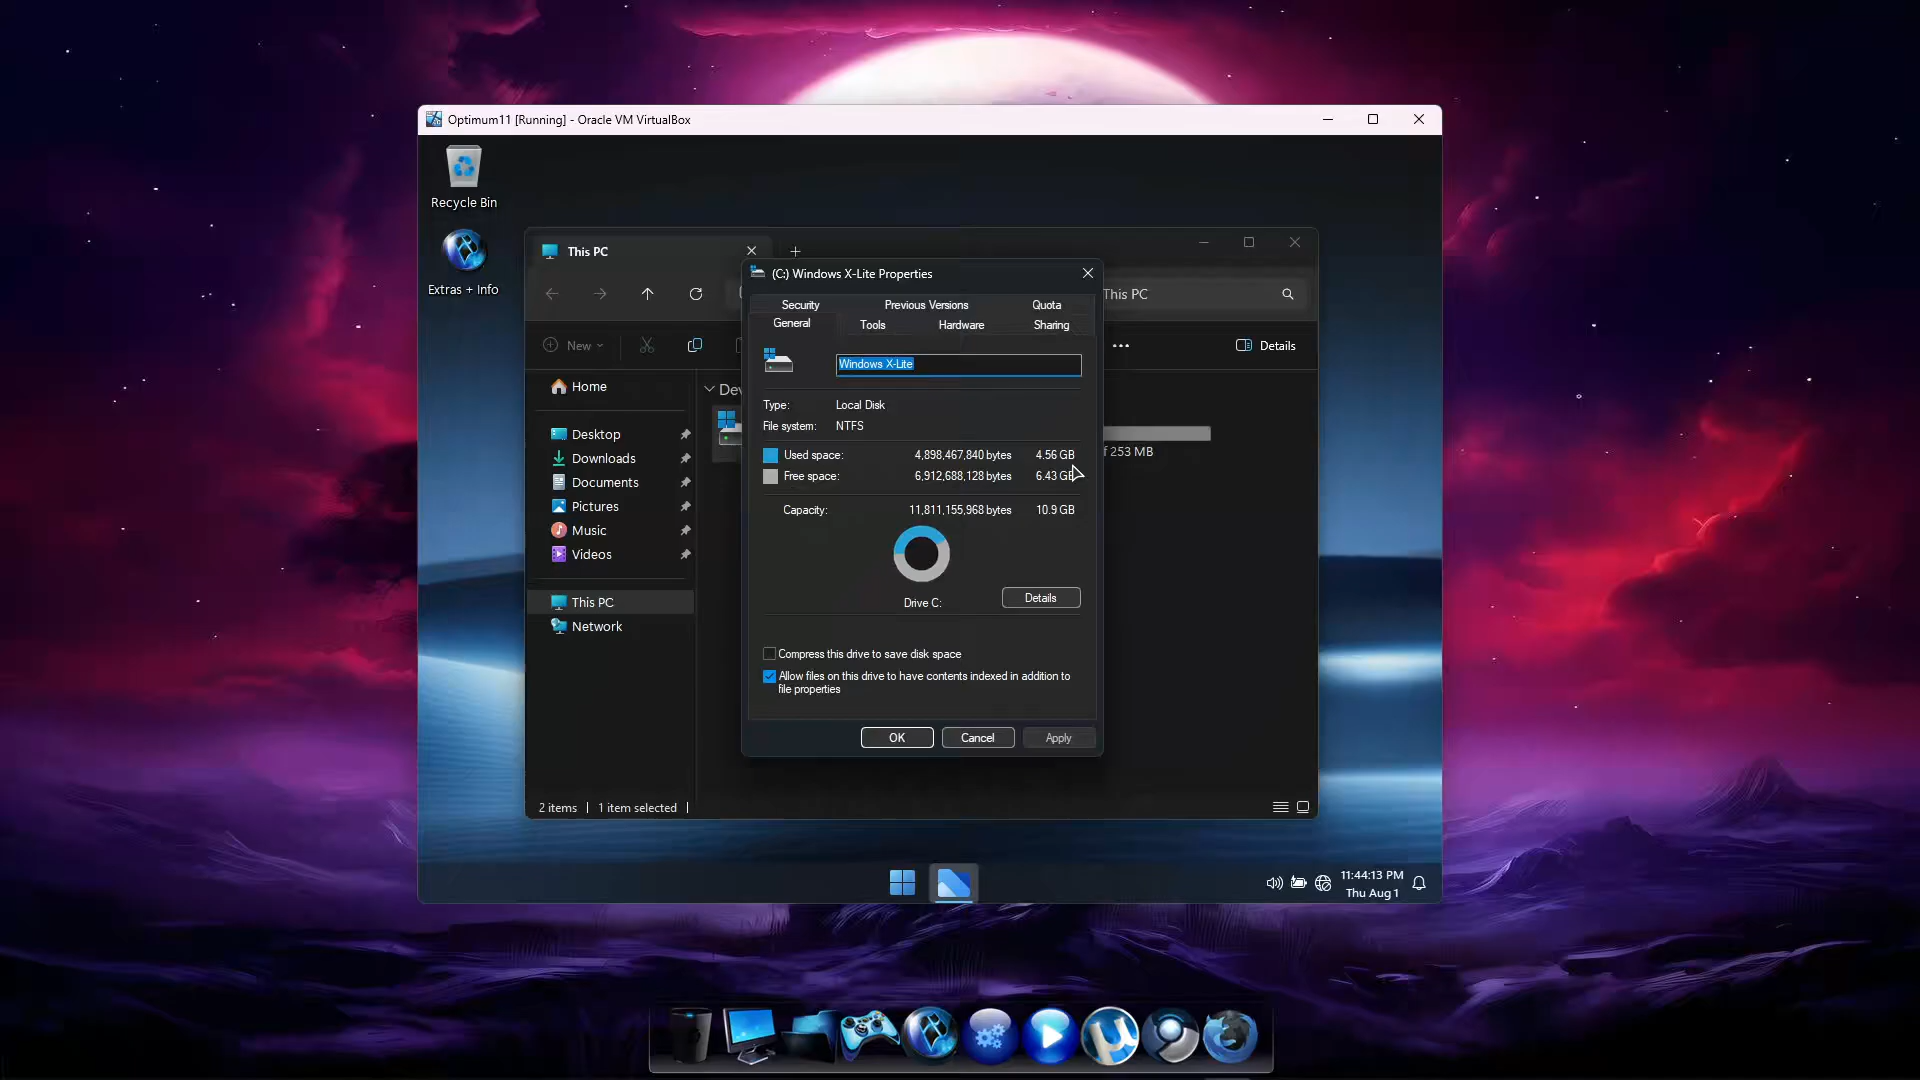 Optimum11 [Running] - Oracle VM VirtualBox
Recycle Bin
Extras + Info
This PC
(C:) Windows X-Lite Properties
This PC
Security Previous Versions Quota
General Tools Hardware Sharing
New
Details
Windows X-Lite
Home
Type: Local Disk
File system: NTFS
Desktop
Downloads
Documents
Pictures
Music
Videos
This PC
Network
Used space: 4,898,467,840 bytes 4.56 GB
253 MB
Free space: 6,912,688,128 bytes 6.43 GB
Capacity: 11,811,155,968 bytes 10.9 GB
Drive C:
Details
Compress this drive to save disk space
Allow files on this drive to have contents indexed in addition to
file properties
OK Cancel Apply
2 items 1 item selected
11:44:13 PM
Thu Aug 1